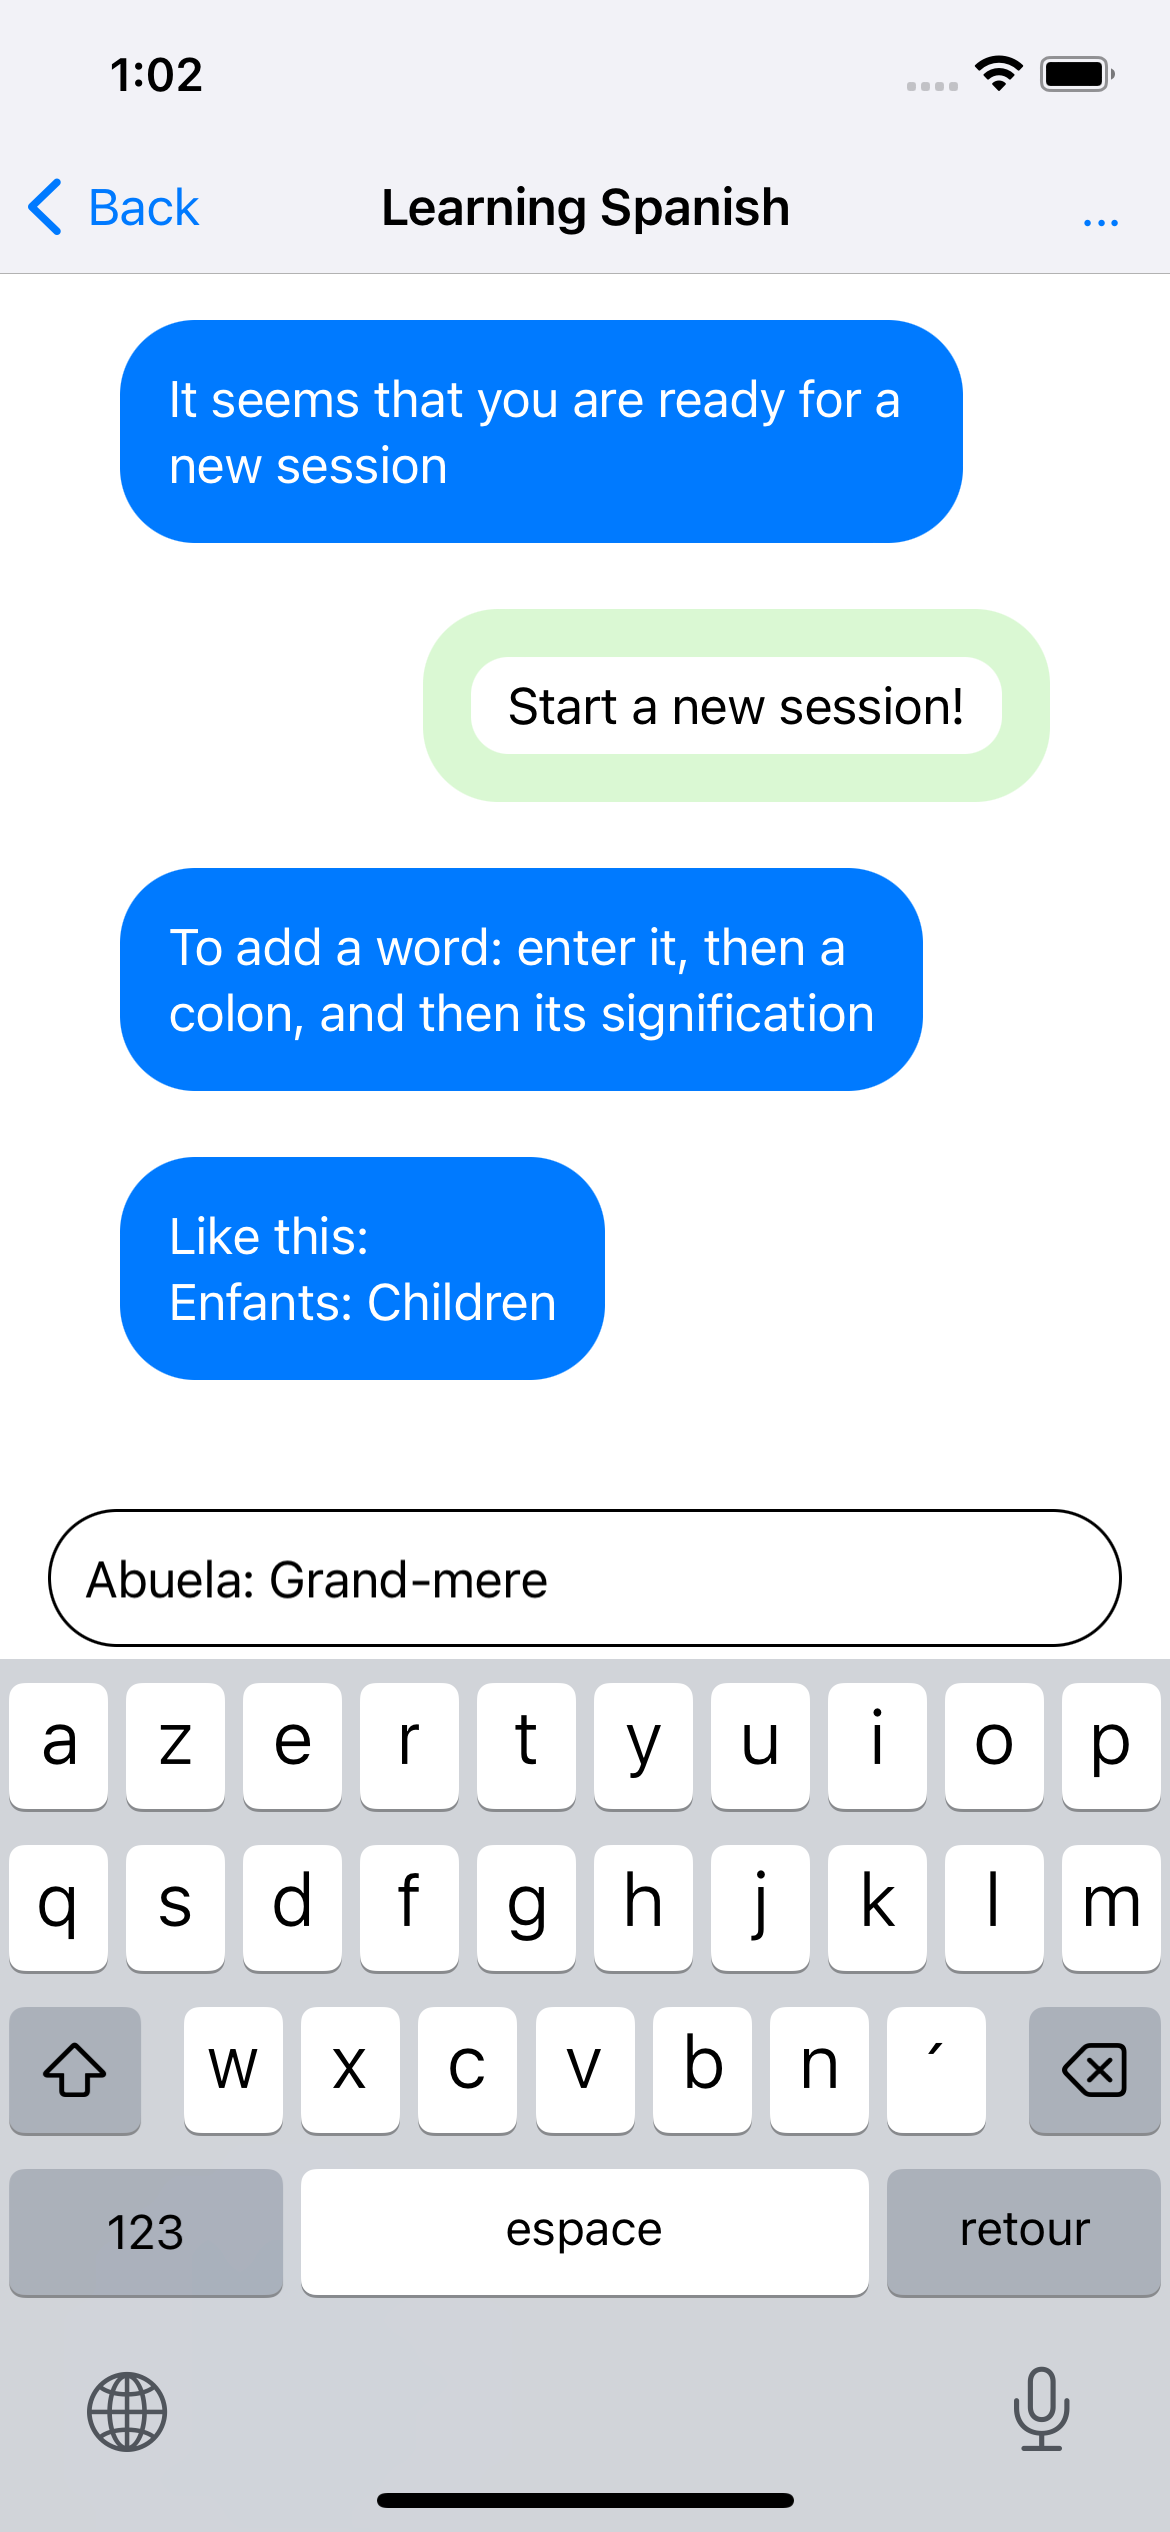 1:02
Back
Learning Spanish
...
It seems that you are ready for a
new session
Start a new session!
To add a word: enter it, then a
colon, and then its signification
Like this:
Enfants: Children
Abuela: Grand-mere
a z e r t y u i o p
q s d f g h j k l m
w x c v b n ´
123 espace retour